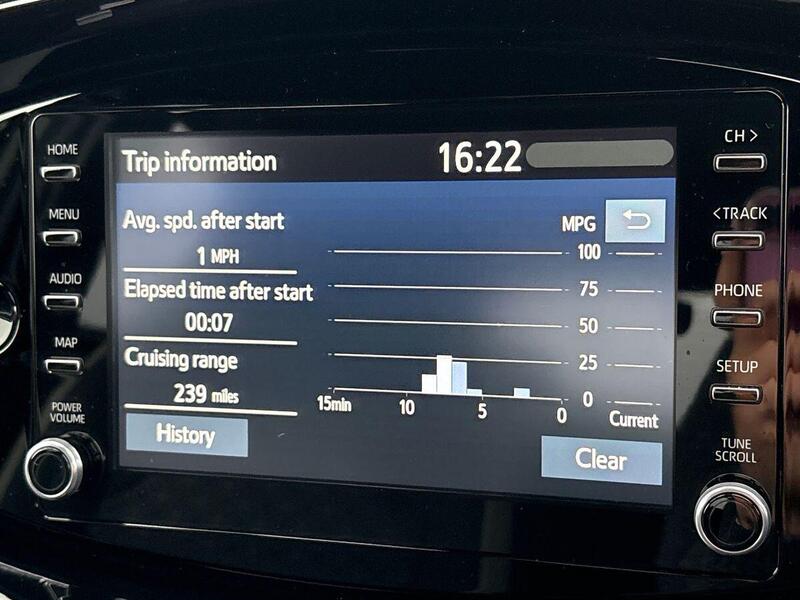 HOME
MENU
AUDIO
MAP
POWER
VOLUME
Trip information
16:22
Avg. spd. after start
1 MPH
Elapsed time after start
00:07
Cruising range
239 miles
History
MPG
100
75
50
25
0
15min 10 5 0 Current
Clear
CH >
< TRACK
PHONE
SETUP
TUNE
SCROLL